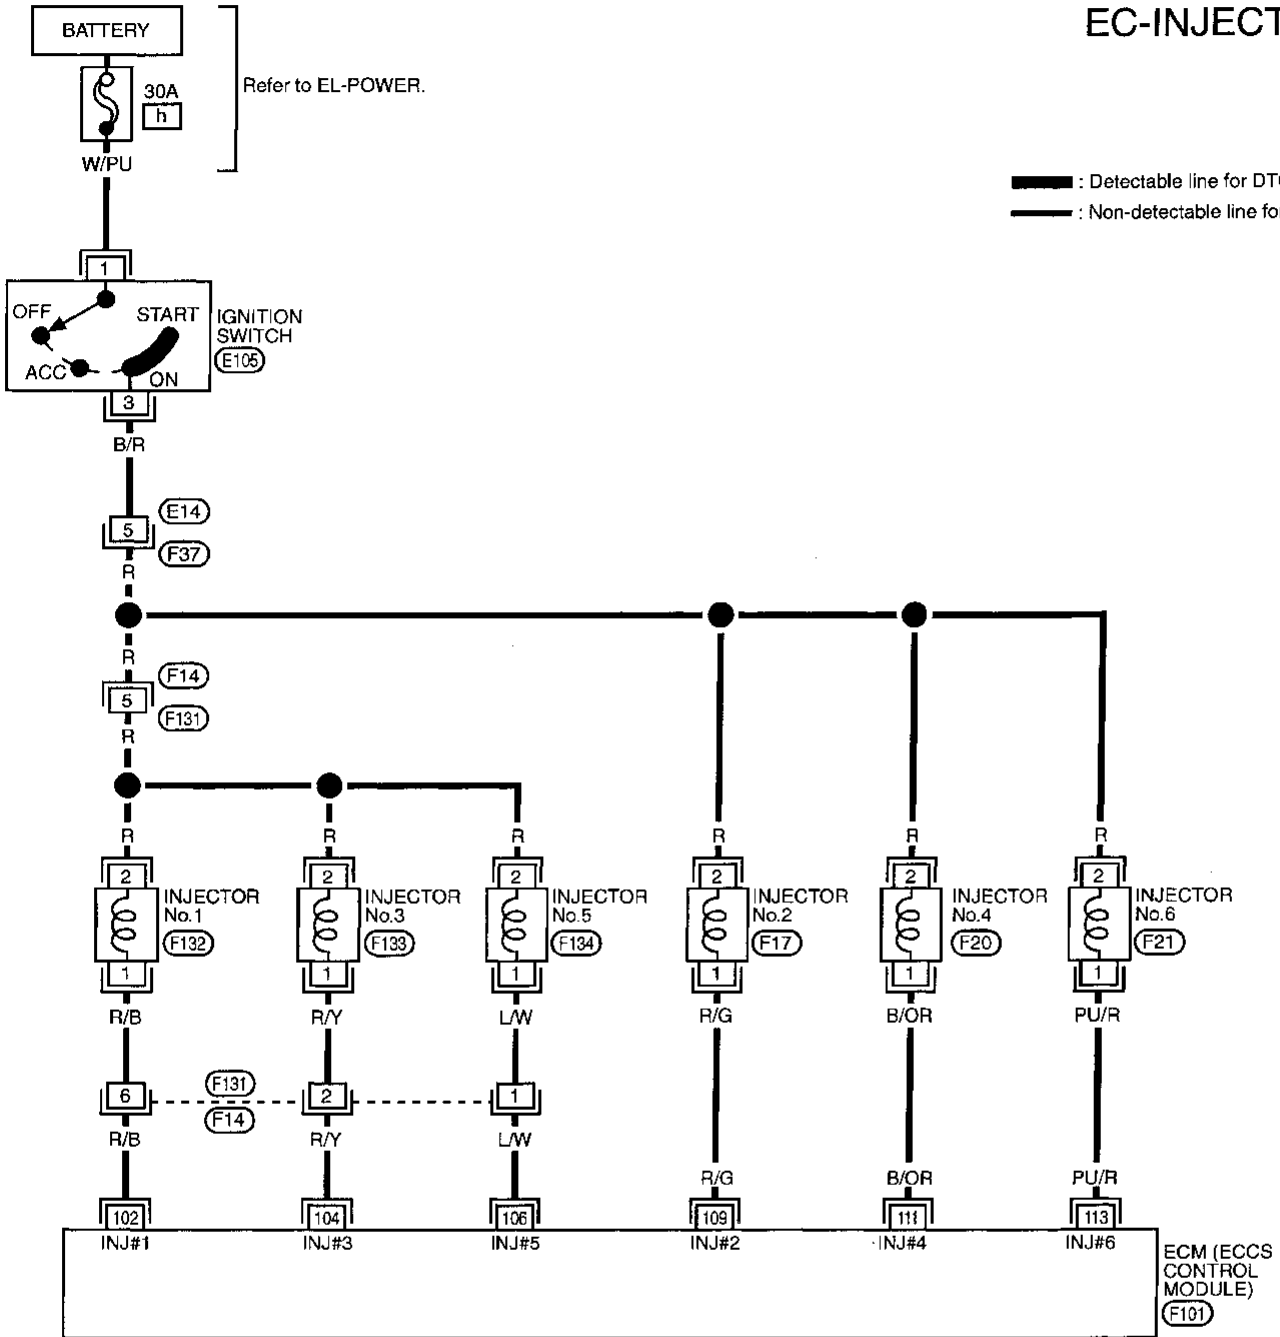 EC-INJECT
BATTERY
30A
h
Refer to EL-POWER.
W/PU
: Detectable line for DT
: Non-detectable line fo
1
OFF
START
ACC
ON
IGNITION
SWITCH
E105
3
B/R
E14
5
F37
R
R
F14
5
F131
R
R R R R R R
2 2 2 2 2 2
INJECTOR
No.1
F132
INJECTOR
No.3
F133
INJECTOR
No.5
F134
INJECTOR
No.2
F17
INJECTOR
No.4
F20
INJECTOR
No.6
F21
1 1 1 1 1 1
R/B R/Y L/W R/G B/OR PU/R
6 F131 2 1
F14
R/B R/Y L/W
R/G B/OR PU/R
102 104 106 109 111 113
INJ#1 INJ#3 INJ#5 INJ#2 INJ#4 INJ#6
ECM (ECCS
CONTROL
MODULE)
F101